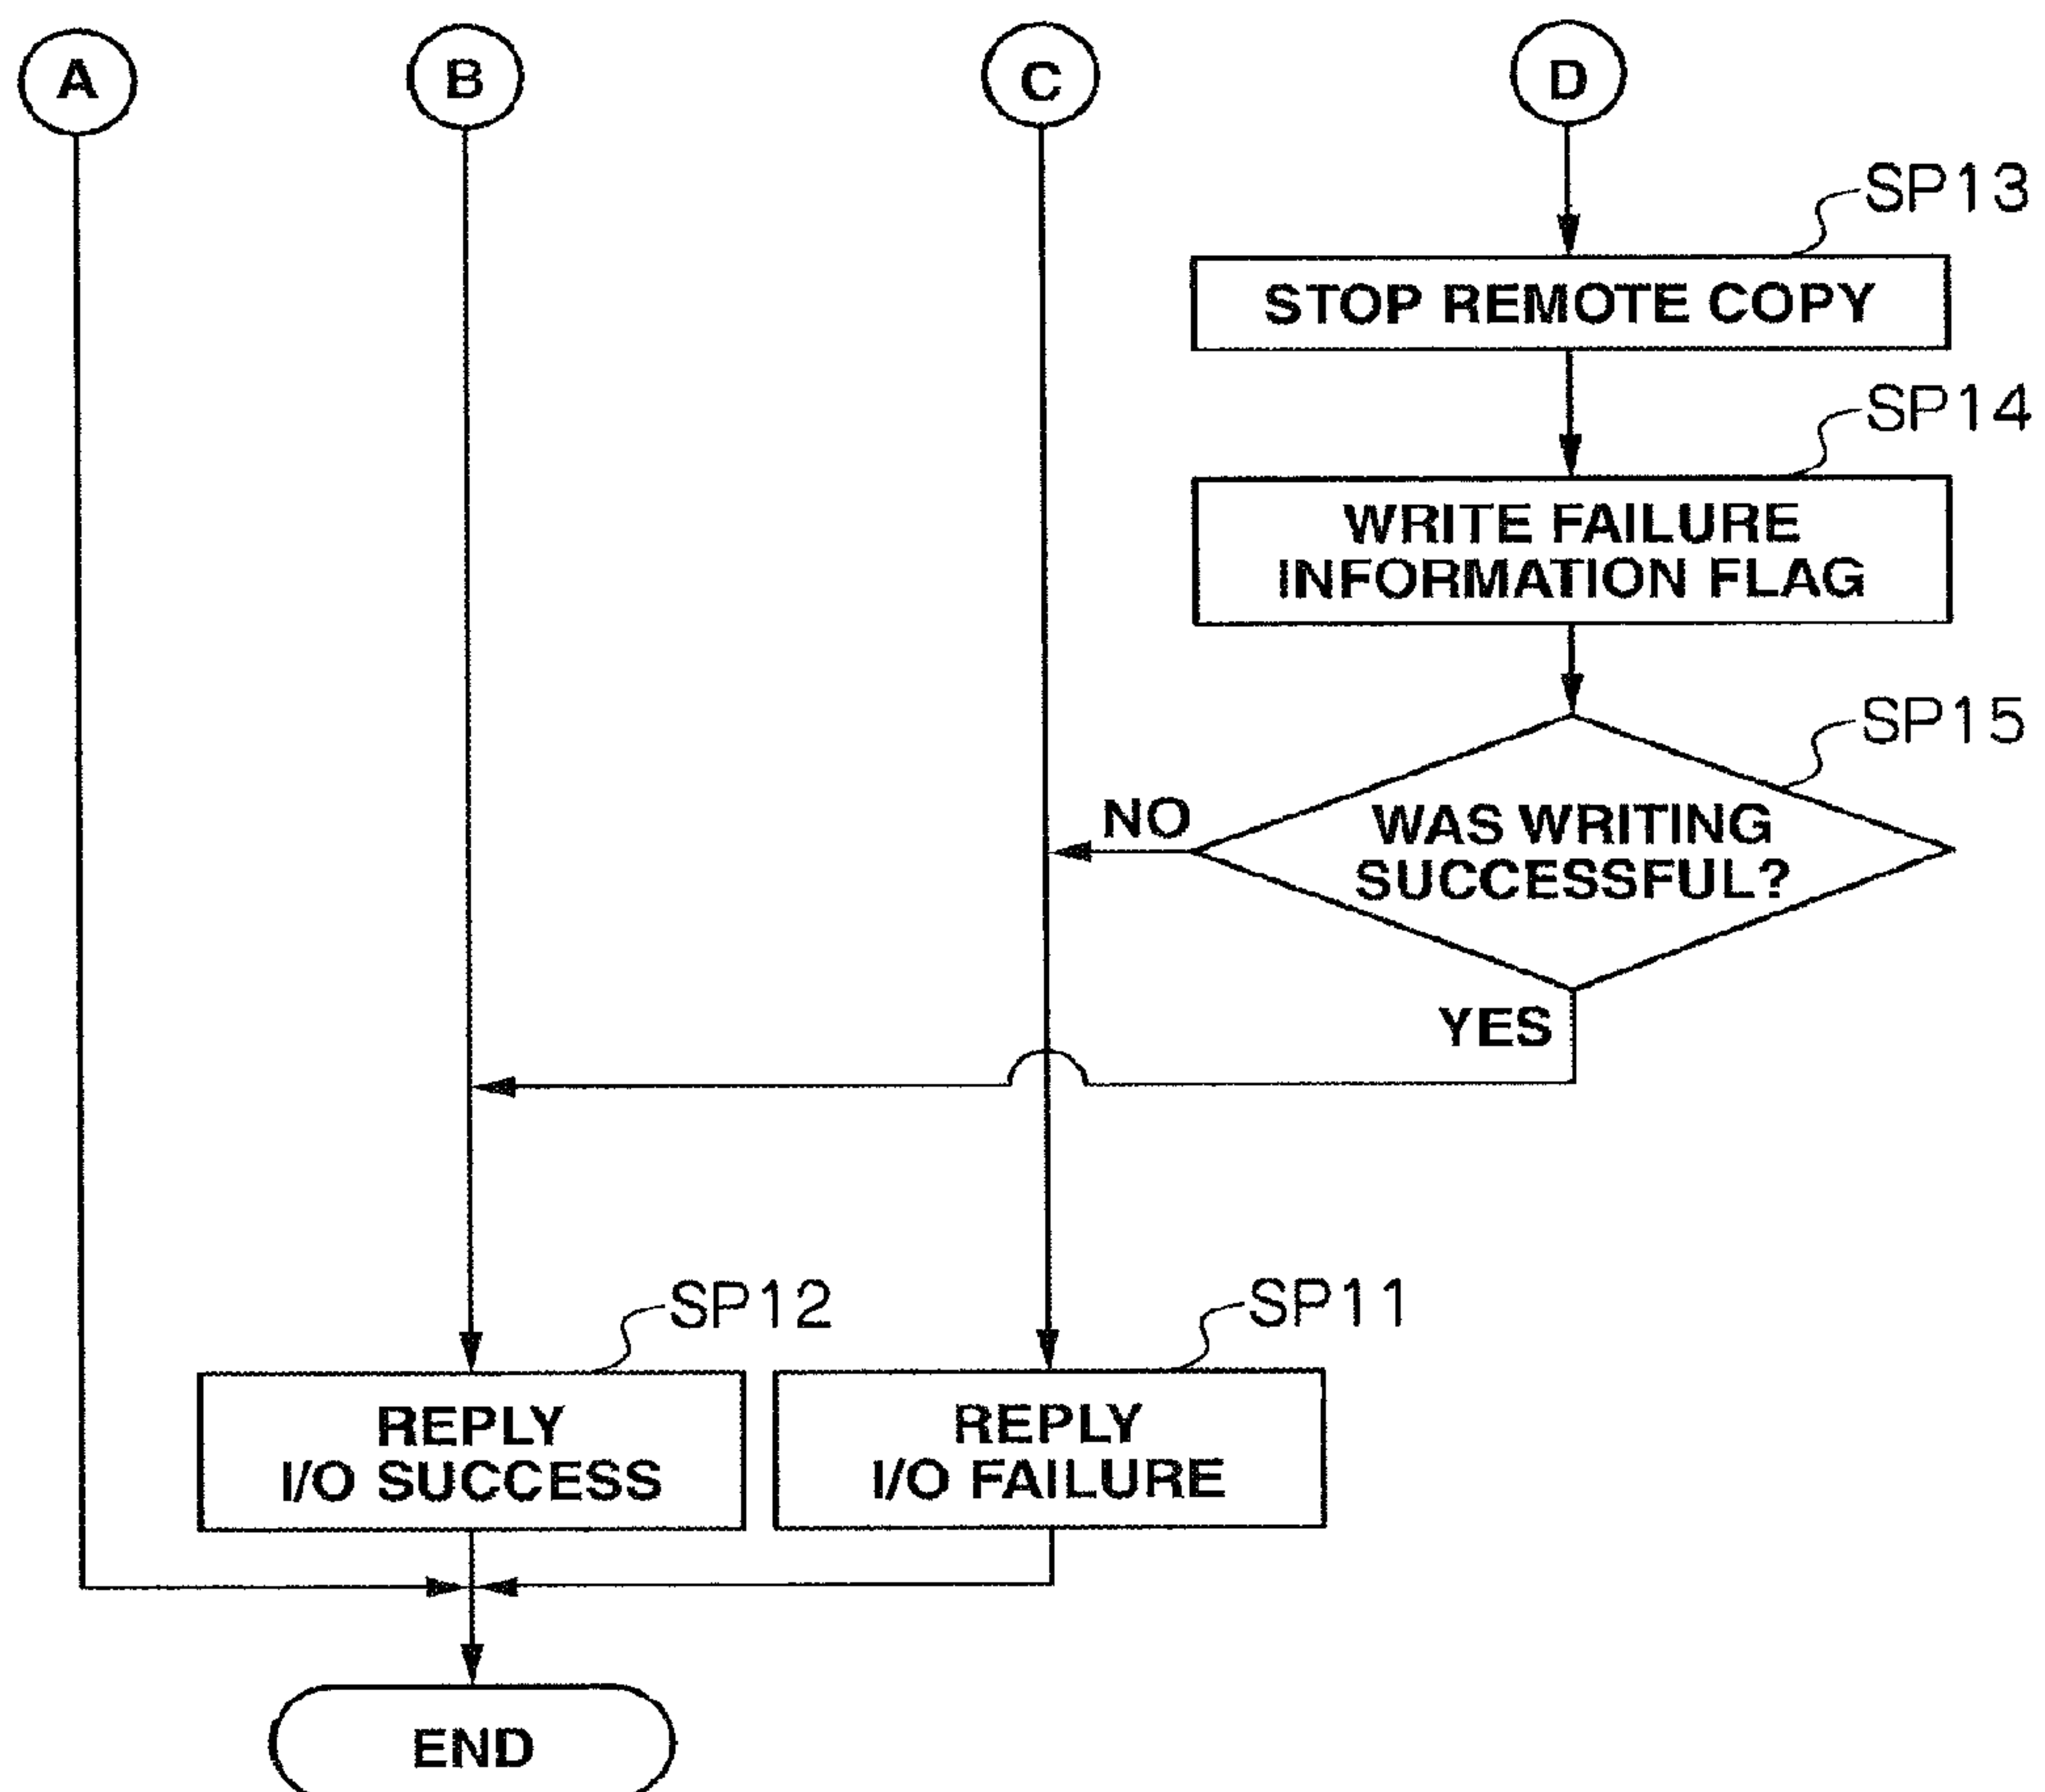 A
B
C
D
SP13
STOP REMOTE COPY
SP14
WRITE FAILURE
INFORMATION FLAG
SP15
NO
WAS WRITING
SUCCESSFUL?
YES
SP12
SP11
REPLY
I/O SUCCESS
REPLY
I/O FAILURE
END